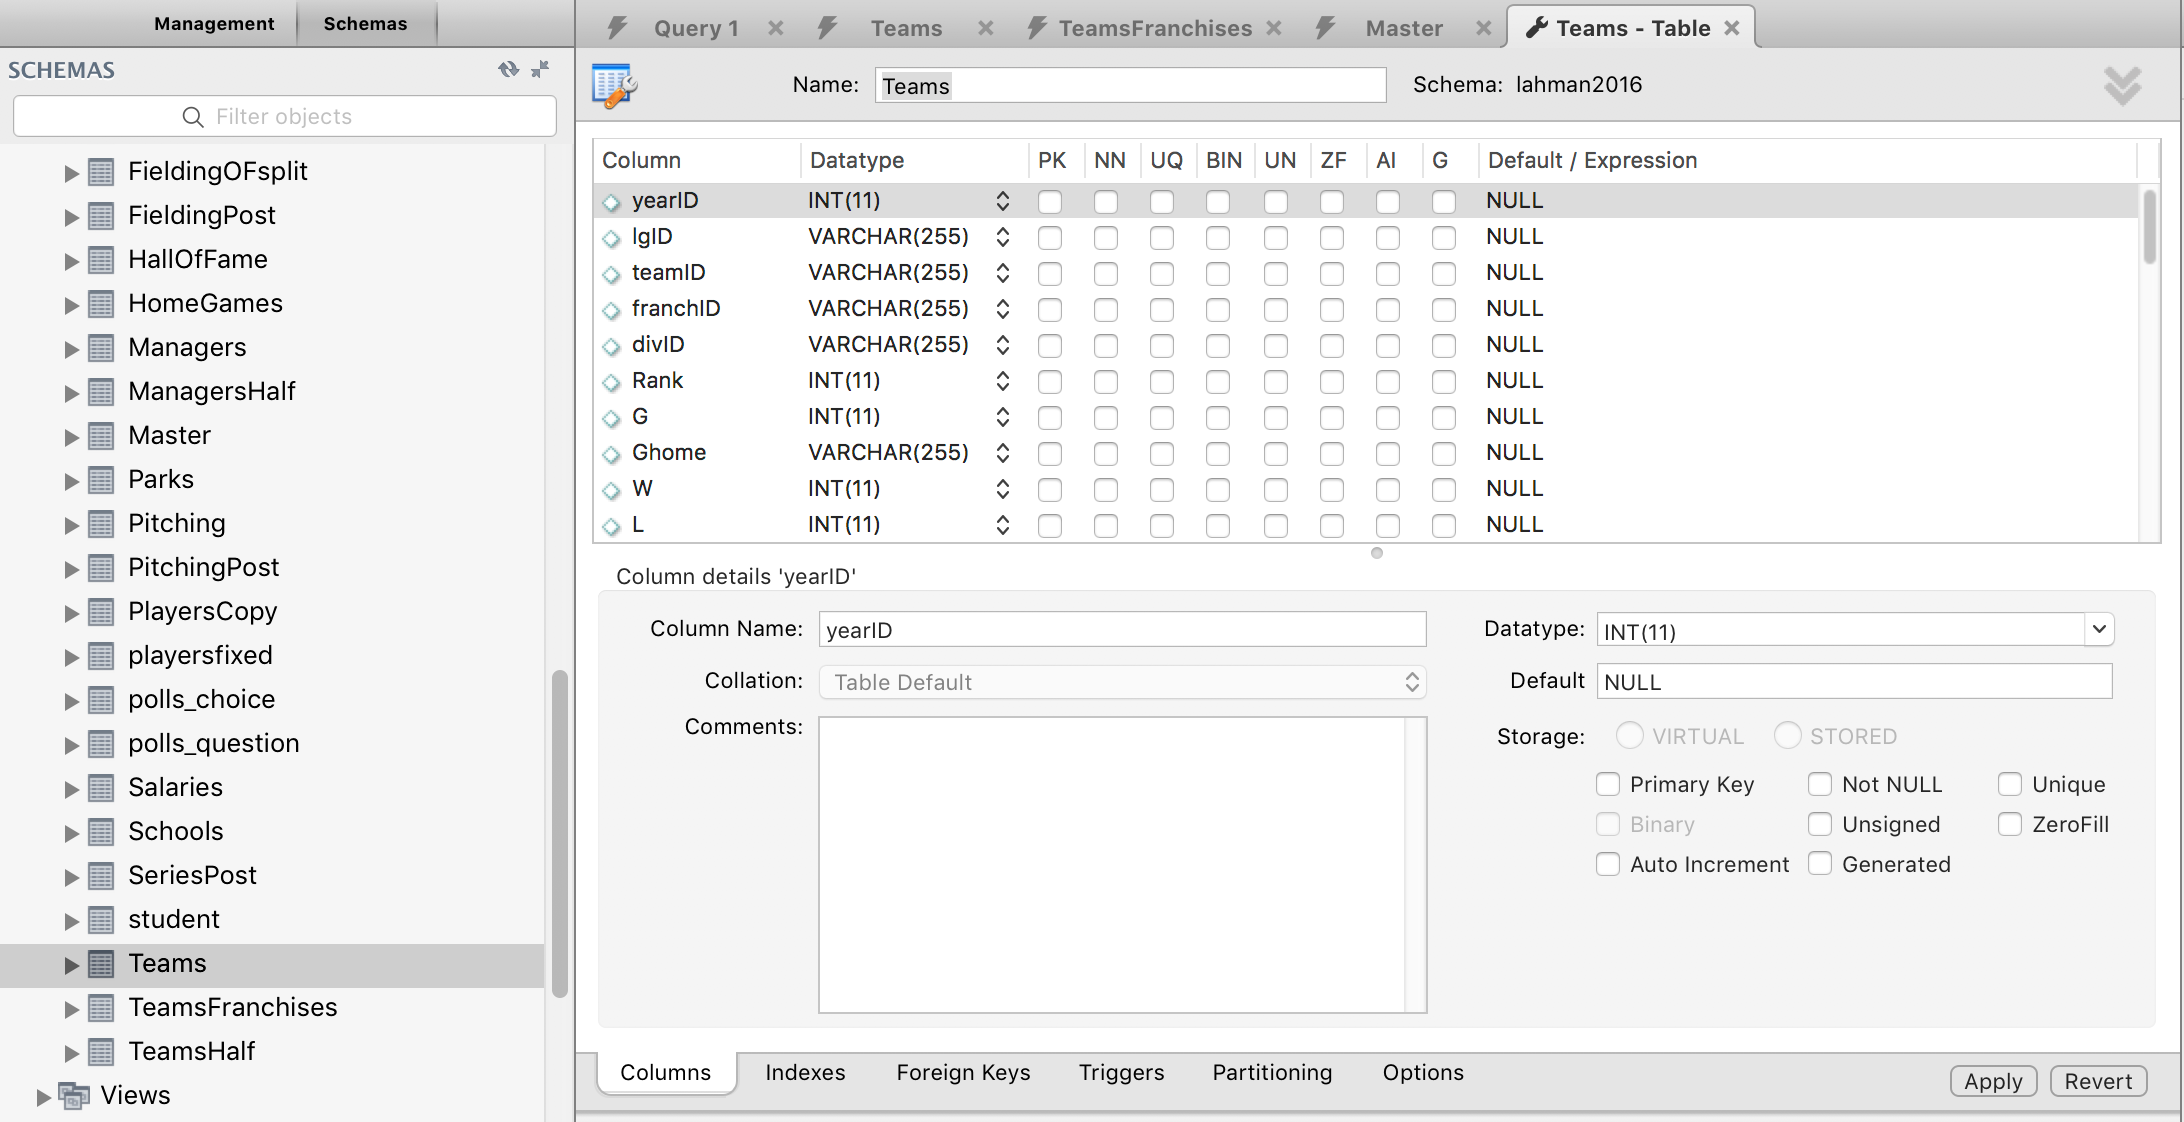 Management Schemas
SCHEMAS
Filter objects
FieldingOFsplit
FieldingPost
HallOfFame
HomeGames
Managers
ManagersHalf
Master
Parks
Pitching
PitchingPost
PlayersCopy
playersfixed
polls_choice
polls_question
Salaries
Schools
SeriesPost
student
Teams
TeamsFranchises
TeamsHalf
Views
Query 1 Teams TeamsFranchises Master Teams - Table
Name: Teams Schema: lahman2016
Column Datatype PK NN UQ BIN UN ZF AI G Default / Expression
yearID INT(11) NULL
lgID VARCHAR(255) NULL
teamID VARCHAR(255) NULL
franchID VARCHAR(255) NULL
divID VARCHAR(255) NULL
Rank INT(11) NULL
G INT(11) NULL
Ghome VARCHAR(255) NULL
W INT(11) NULL
L INT(11) NULL
Column details 'yearID'
Column Name: yearID Datatype: INT(11)
Collation: Table Default Default NULL
Comments: Storage: VIRTUAL STORED
Primary Key Not NULL Unique
Binary Unsigned ZeroFill
Auto Increment Generated
Columns Indexes Foreign Keys Triggers Partitioning Options Apply Revert